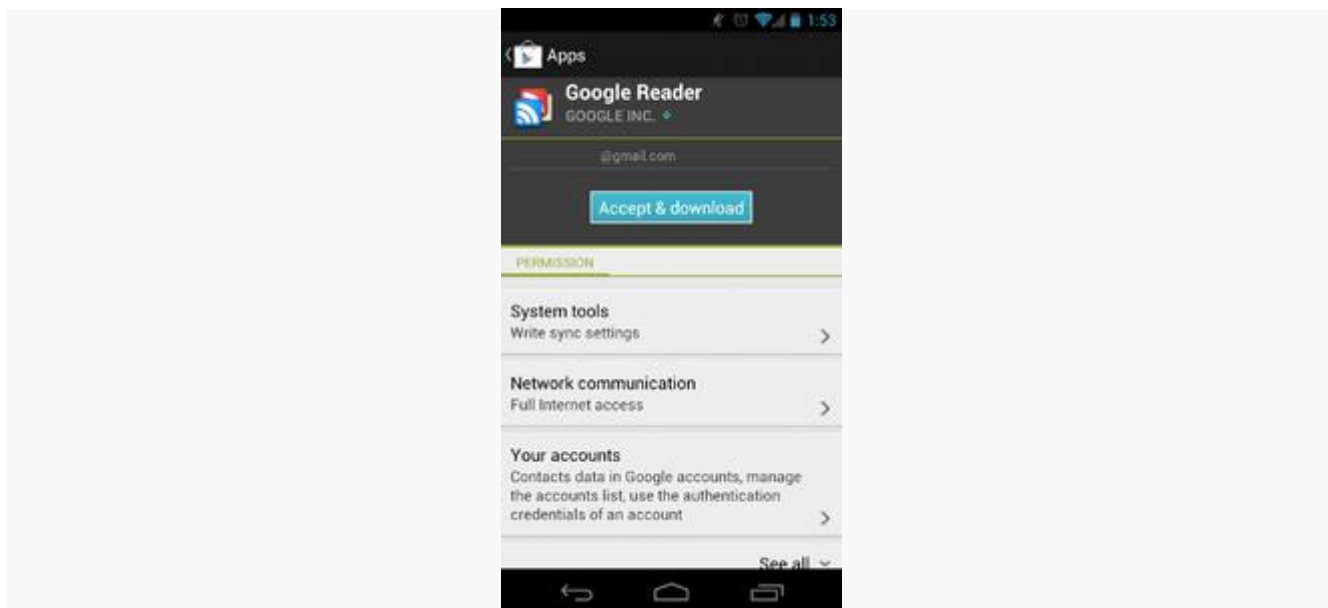 1:53
Apps
Google Reader
GOOGLE INC.
@gmail.com
Accept & download
PERMISSION
System tools
Write sync settings
Network communication
Full Internet access
Your accounts
Contacts data in Google accounts, manage
the accounts list, use the authentication
credentials of an account
See all